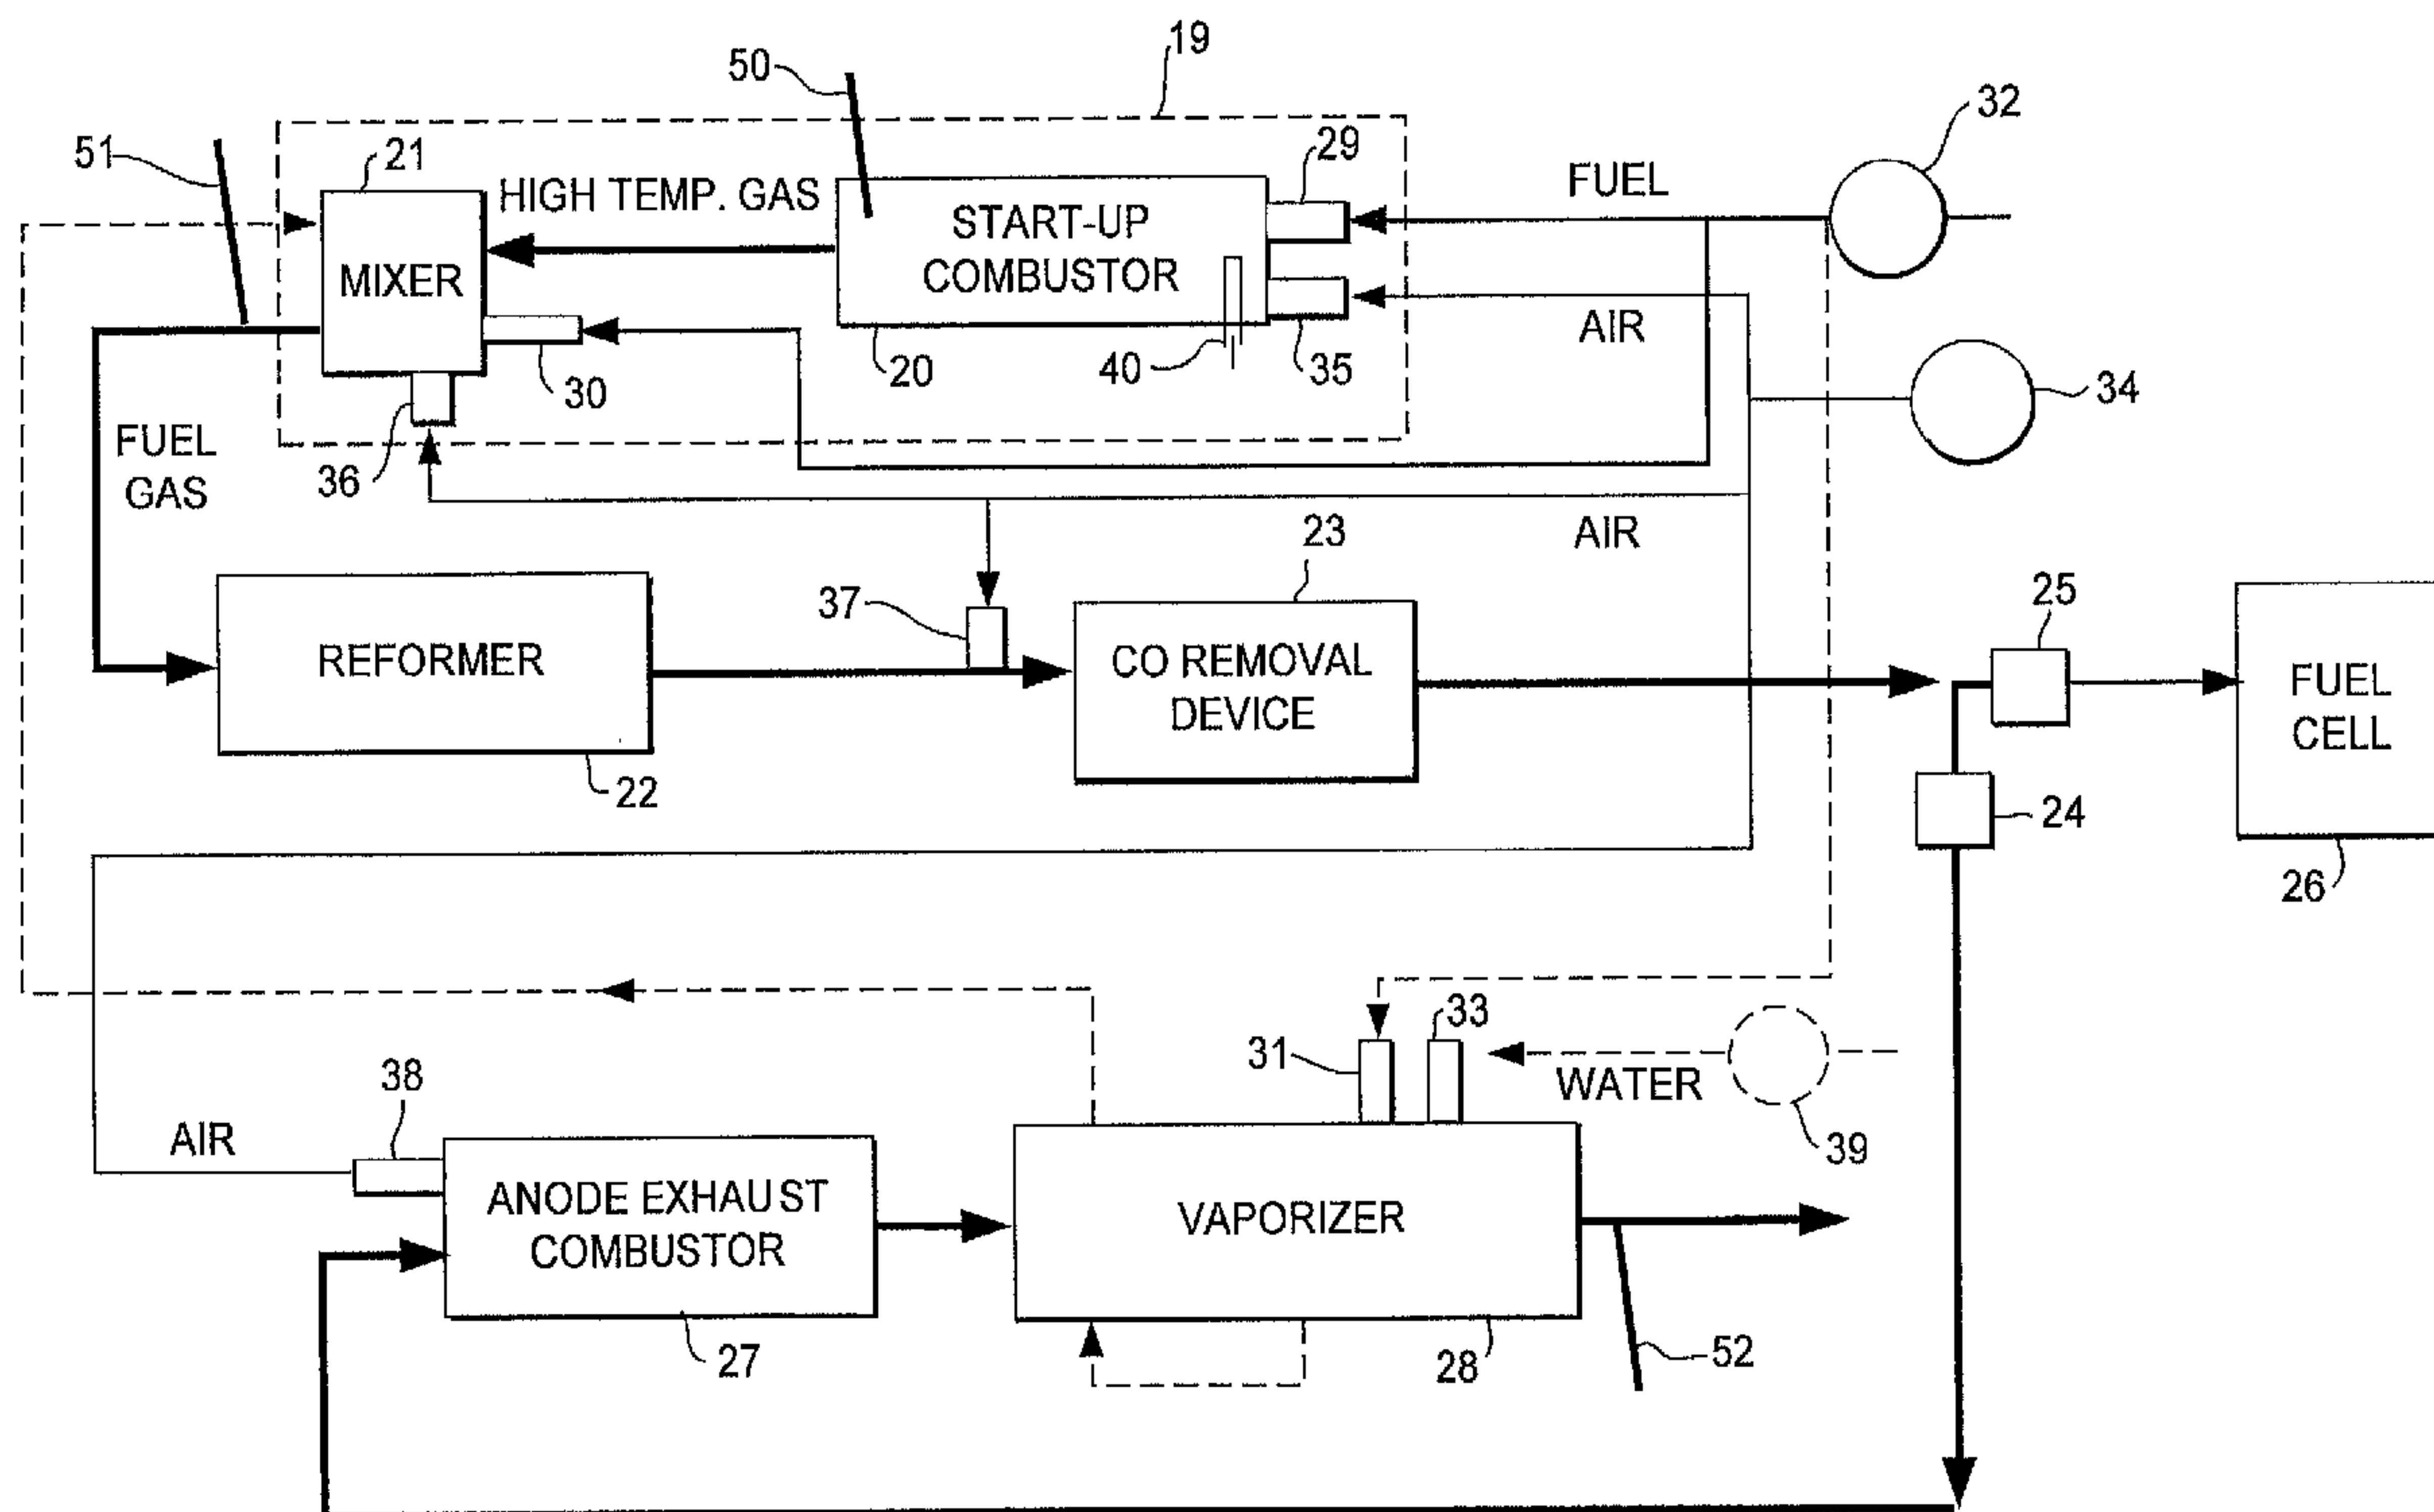 19
50
32
51
21
29
HIGH TEMP. GAS
FUEL
START-UP
COMBUSTOR
MIXER
AIR
20
40
35
30
34
FUEL
GAS
36
AIR
23
37
25
REFORMER
CO REMOVAL
DEVICE
FUEL
CELL
22
24
26
33
31
WATER
38
39
AIR
ANODE EXHAUST
COMBUSTOR
VAPORIZER
27
28
52